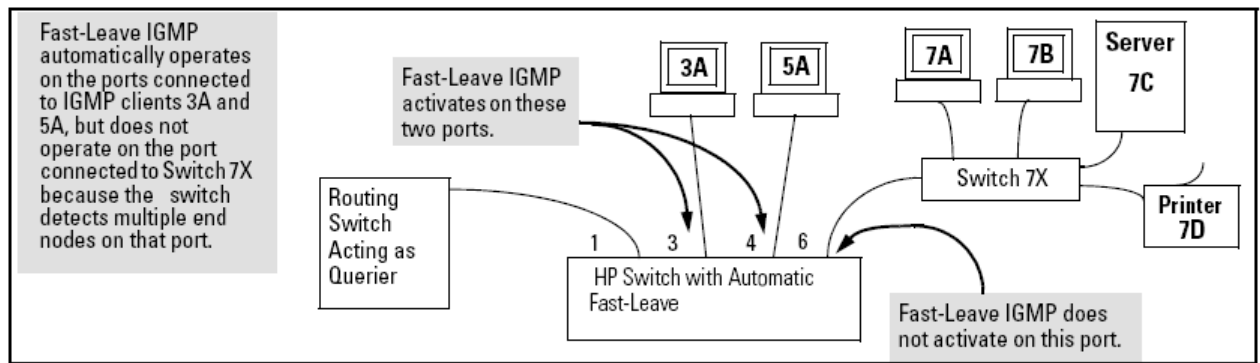 Fast-Leave IGMP
automatically operates
on the ports connected
to IGMP clients 3A and
5A, but does not
operate on the port
connected to Switch 7X
because the switch
detects multiple end
nodes on that port.
Fast-Leave IGMP
activates on these
two ports.
3A
5A
7A
7B
Server
7C
Switch 7X
Printer
7D
Routing
Switch
Acting as
Querier
1 3 4 6
HP Switch with Automatic
Fast-Leave
Fast-Leave IGMP does
not activate on this port.